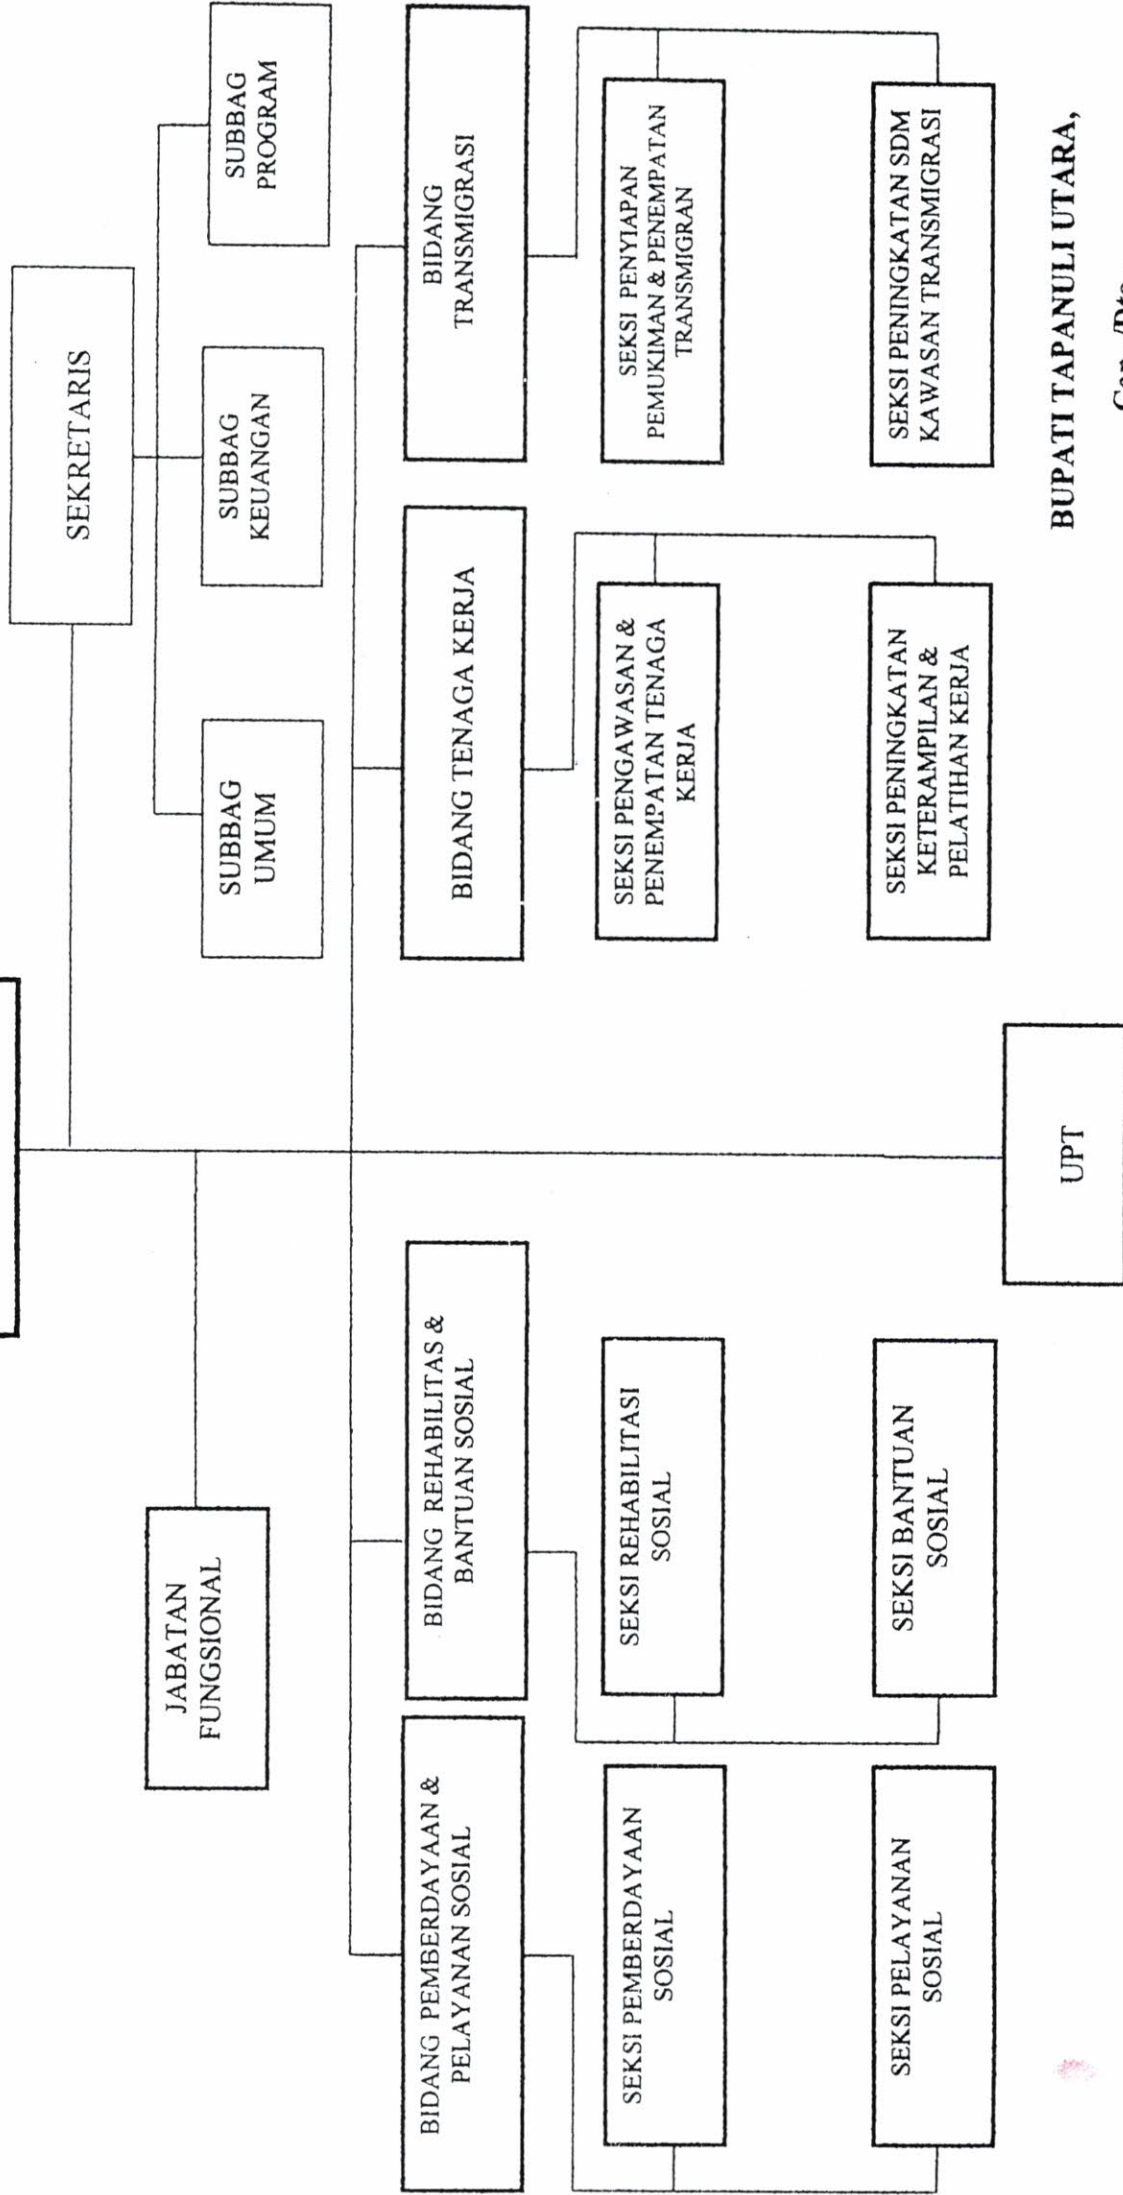 SEKRETARIS
JABATAN
FUNGSIONAL
SUBBAG
UMUM
SUBBAG
KEUANGAN
SUBBAG
PROGRAM
BIDANG PEMBERDAYAAN &
PELAYANAN SOSIAL
BIDANG REHABILITAS &
BANTUAN SOSIAL
BIDANG TENAGA KERJA
BIDANG
TRANSMIGRASI
SEKSI PEMBERDAYAAN
SOSIAL
SEKSI REHABILITASI
SOSIAL
SEKSI PENGAWASAN &
PENEMPATAN TENAGA
KERJA
SEKSI PENYIAPAN
PEMUKIMAN & PENEMPATAN
TRANSMIGRAN
SEKSI PELAYANAN
SOSIAL
SEKSI BANTUAN
SOSIAL
SEKSI PENINGKATAN
KETERAMPILAN &
PELATIHAN KERJA
SEKSI PENINGKATAN SDM
KAWASAN TRANSMIGRASI
UPT
BUPATI TAPANULI UTARA,